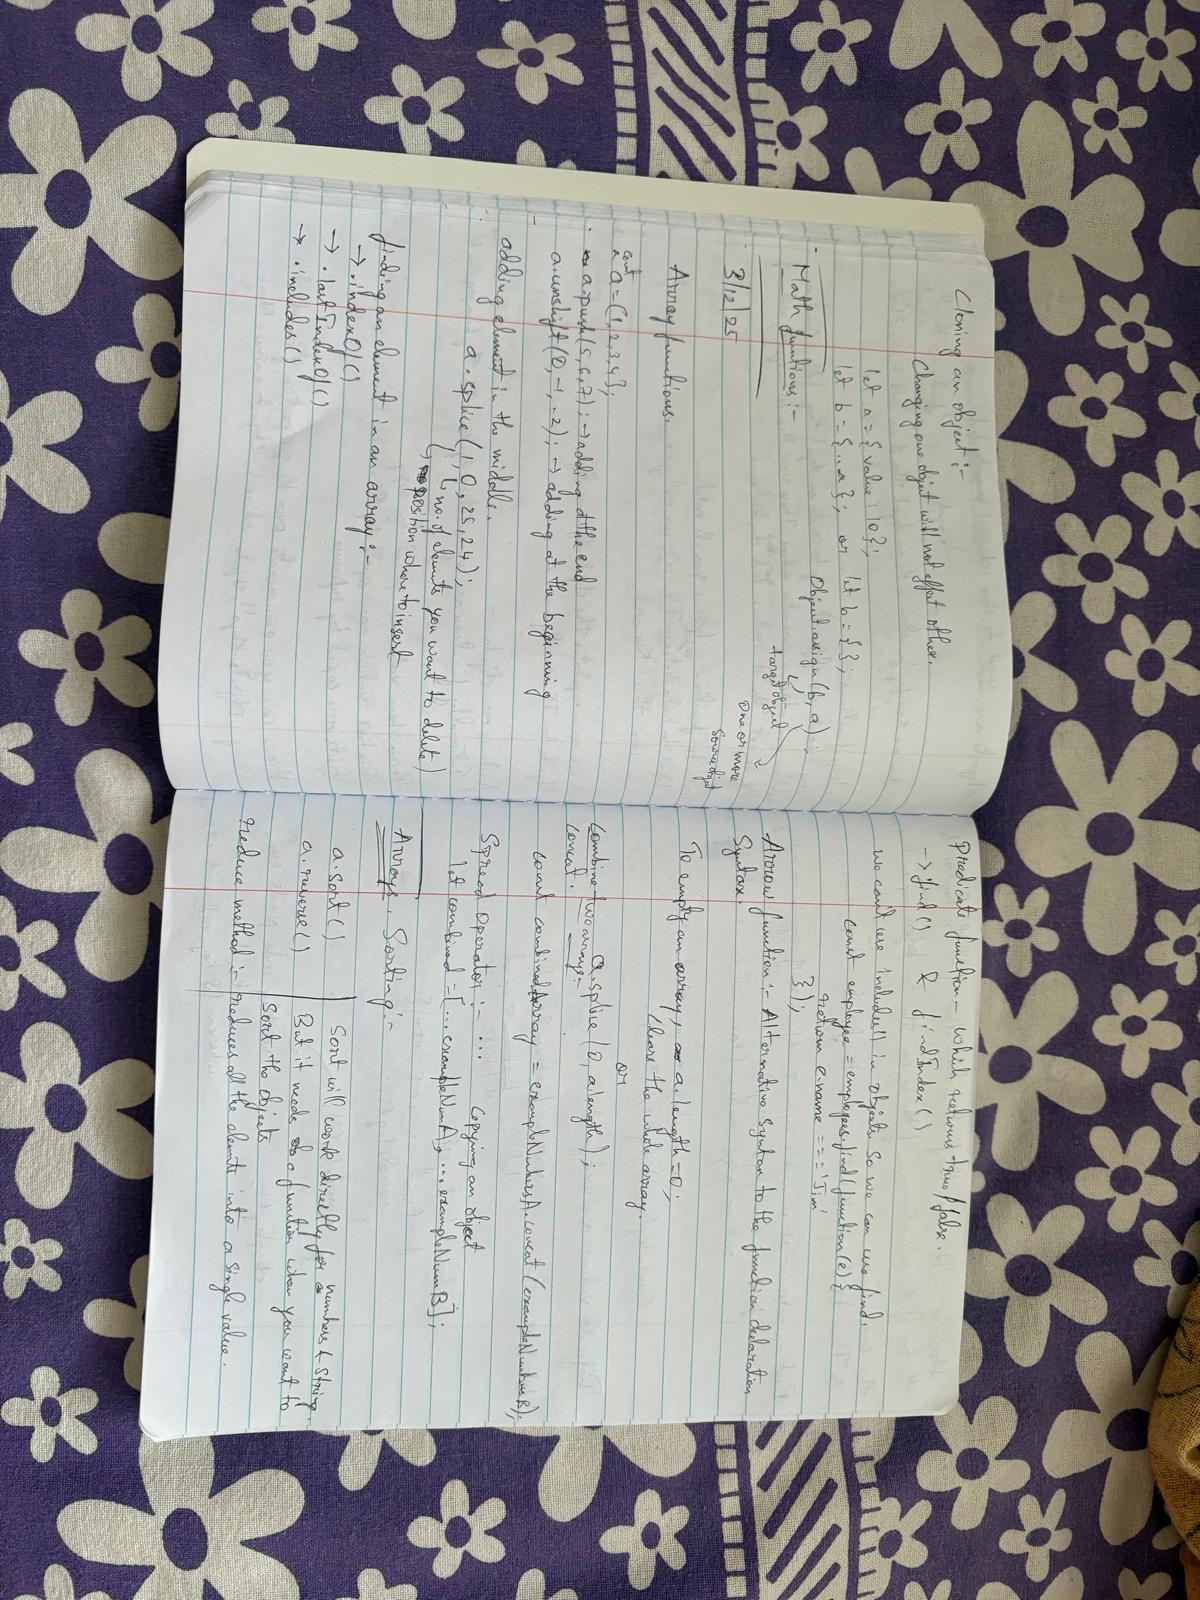 Cloning an object :-
Changing one object will not effect other.
let a = { value : 10 };
let b = { ...a }; or let b = { };
Object.assign(b, a);
target object
One or more
source object
Math functions :-
3/12/25
Array functions.
const
a = [1,2,3,4];
a.push(5,6,7); → adding at the end
a.unshift(0,-1,-2); → adding at the beginning
adding element in the middle.
a.splice(1,0,25,24);
no. of elements you want to delete)
position where to insert
finding an element in an array :-
→ .indexOf()
→ .lastIndexOf()
→ .includes()
Predicate function - which returns true/false.
→ find() & findIndex()
we can't use includes() in objects. So we can use find.
const employee = employees.find(function(e){
return e.name === 'Jim'
});
Arrow function :- Alternative syntax to the function declaration
Syntax.
To empty an array, a.length=0;
Clears the whole array.
or
a.splice(0, a.length);
Combine two arrays:-
concat.
const combinedArray = exampleNumbersA.concat(exampleNumbersB);
Spread Operator :- ... Copying an object
let combined = [...exampleNumA, ...exampleNumB];
Arrays. Sorting :-
a.sort()
a.reverse()
Sort will work directly for numbers & string.
But it needs a function when you want to
sort the objects
reduce method :- reduces all the elements into a single value.